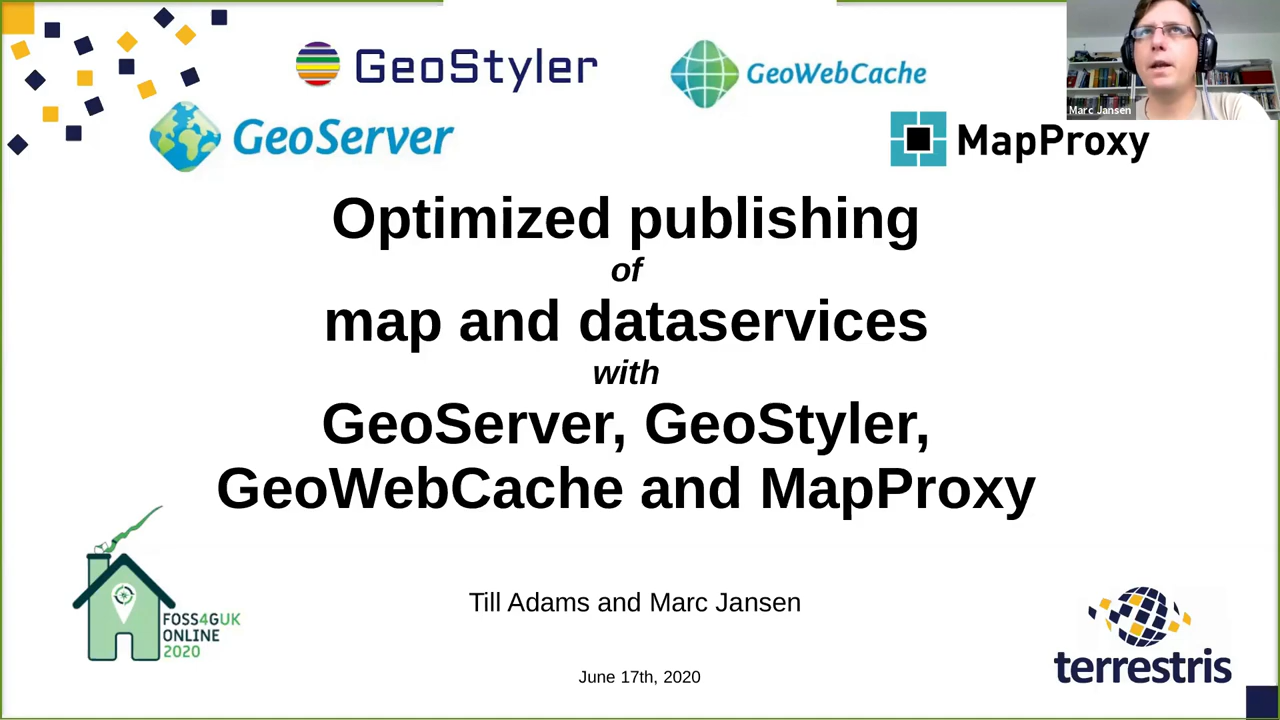 GeoStyler
GeoWebCache
Marc Jansen
GeoServer
MapProxy
Optimized publishing
of
map and dataservices
with
GeoServer, GeoStyler,
GeoWebCache and MapProxy
FOSS4GUK
ONLINE
2020
Till Adams and Marc Jansen
terrestris
June 17th, 2020